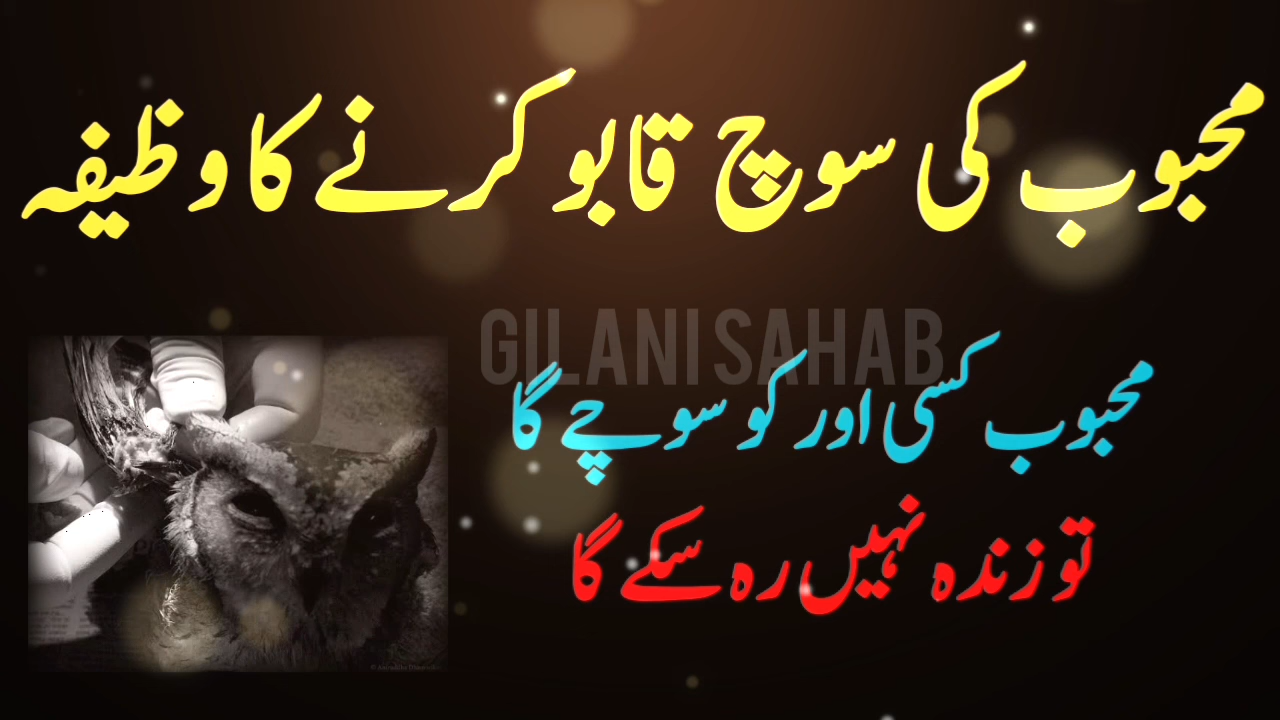 محبوب کی سوچ قابو کرنے کا وظیفہ
GILANI SAHAB
محبوب کسی اور کو سوچے گا
تو زندہ نہیں رہ سکے گا